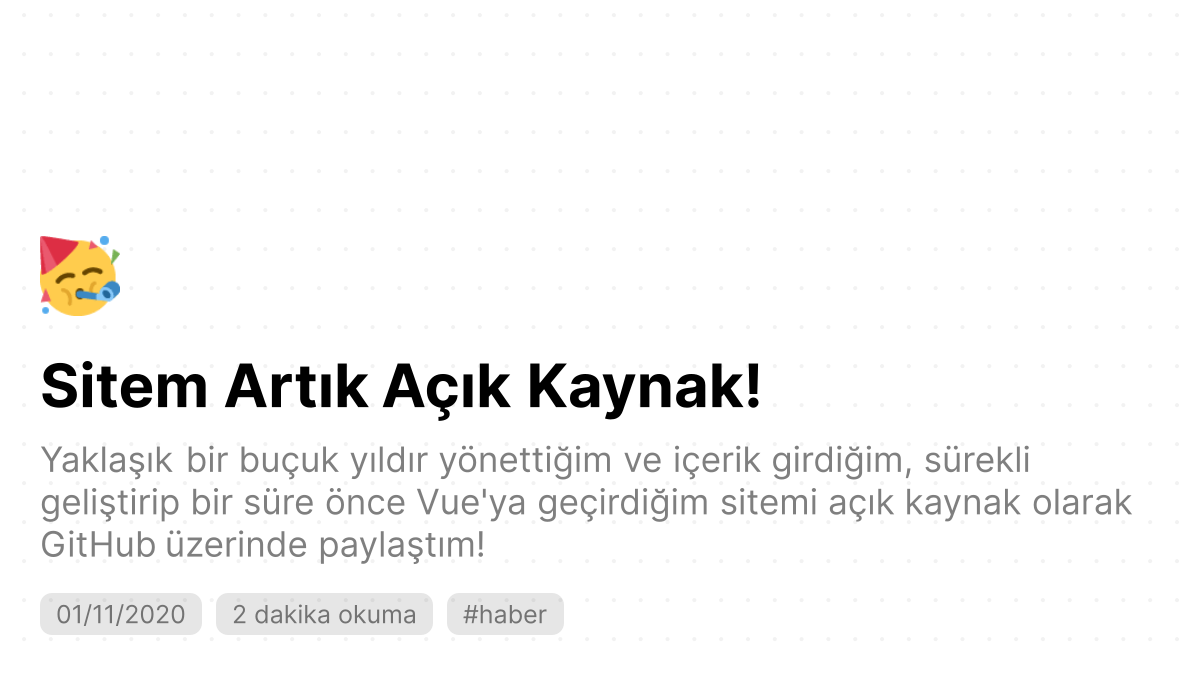 Sitem Artık Açık Kaynak!
Yaklaşık bir buçuk yıldır yönettiğim ve içerik girdiğim, sürekli
geliştirip bir süre önce Vue'ya geçirdiğim sitemi açık kaynak olarak
GitHub üzerinde paylaştım!
01/11/2020 2 dakika okuma #haber